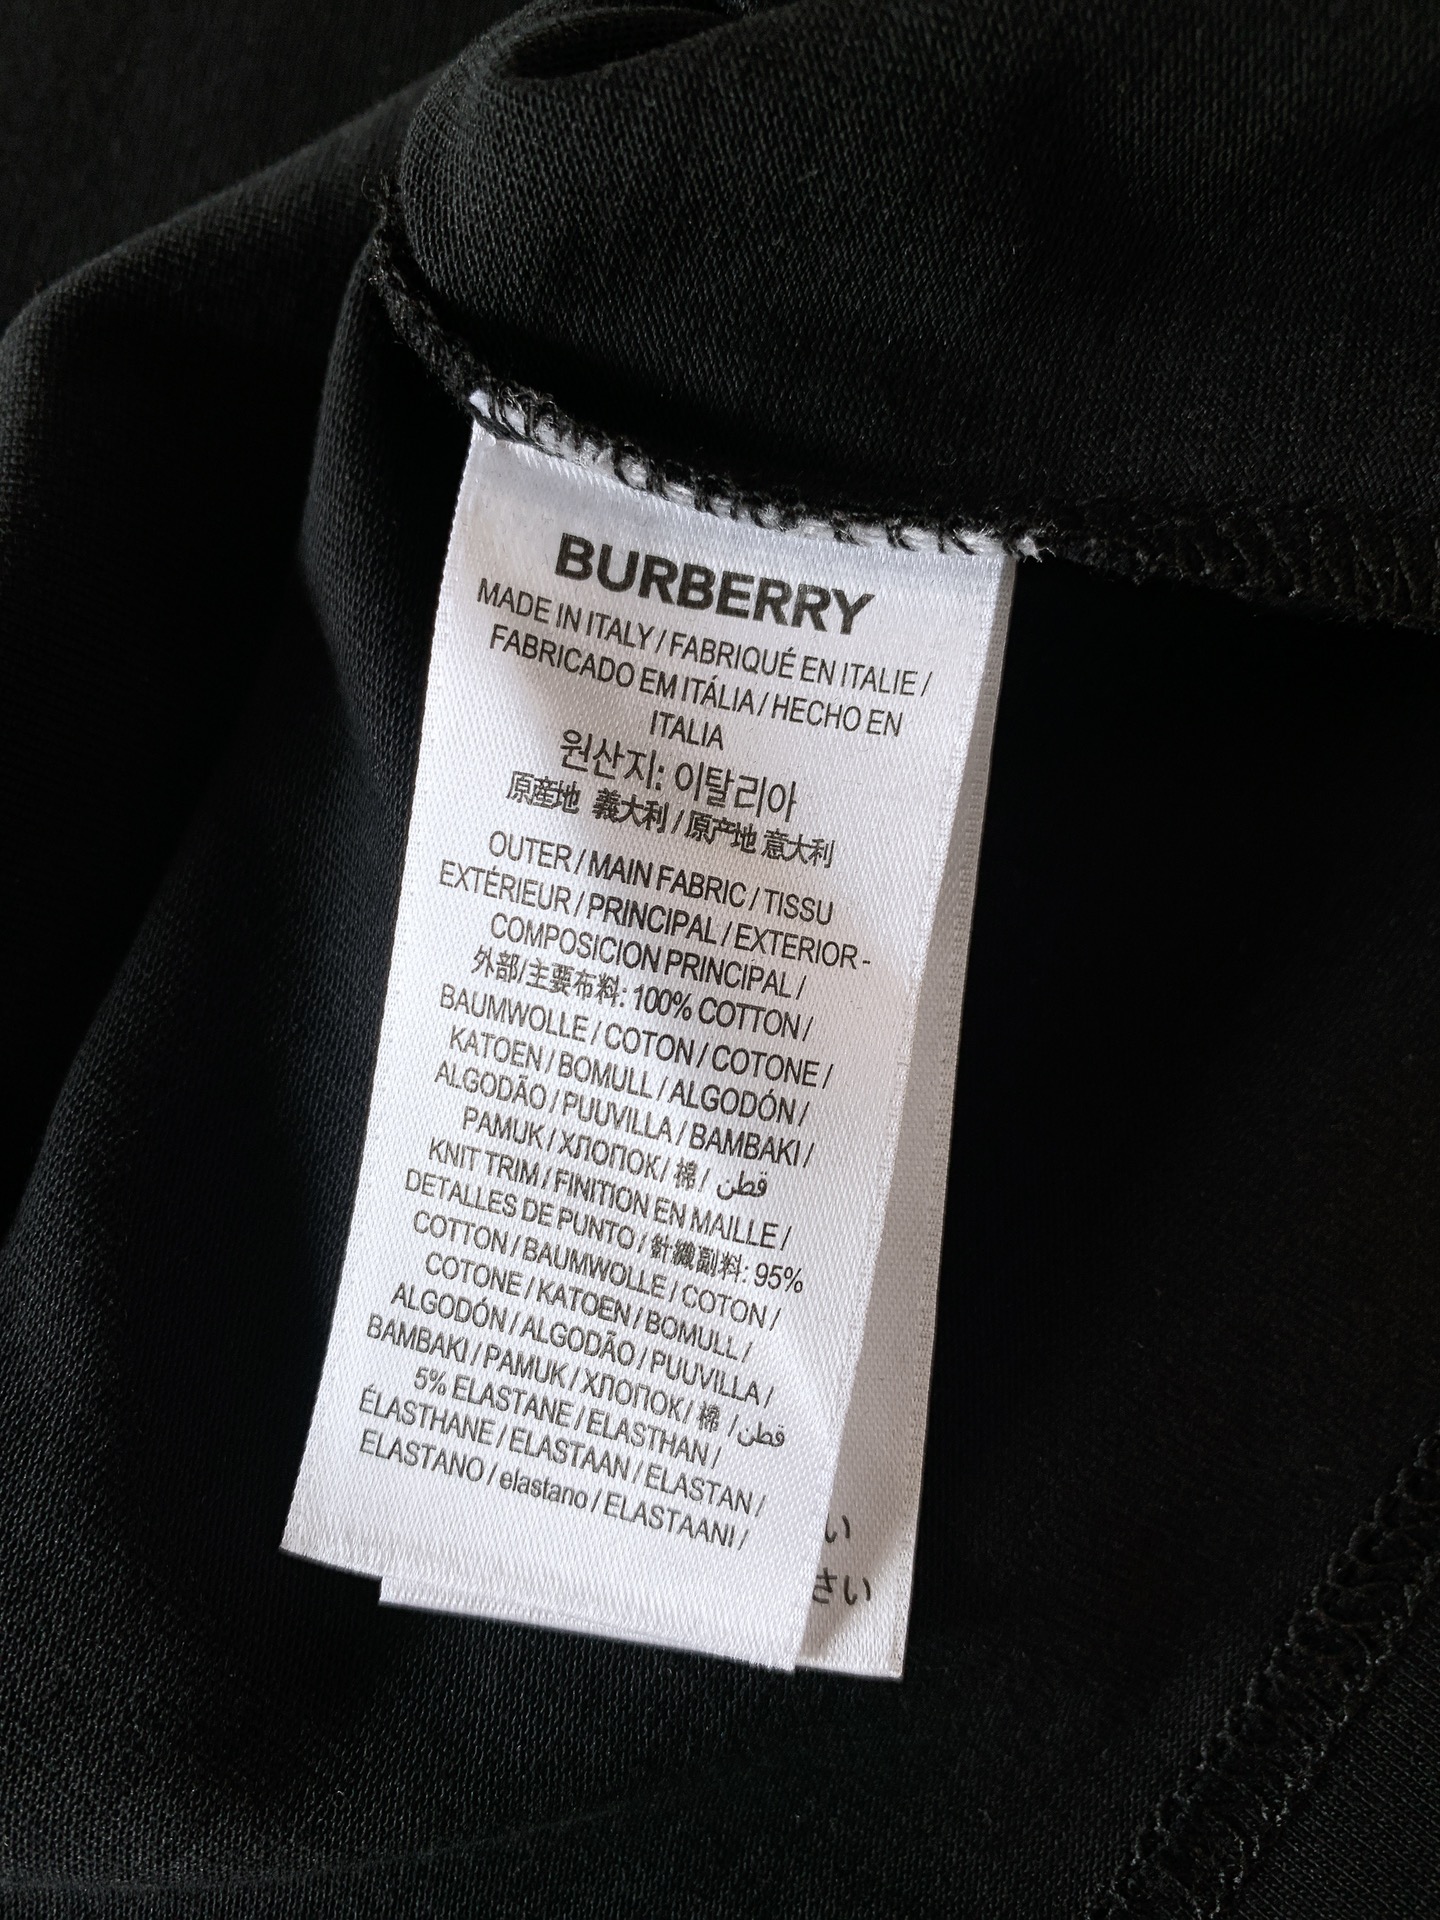 BURBERRY
MADE IN ITALY / FABRIQUÉ EN ITALIE /
FABRICADO EM ITÁLIA / HECHO EN
ITALIA
원산지: 이탈리아
原産地 義大利 / 原产地 意大利
OUTER / MAIN FABRIC / TISSU
EXTÉRIEUR / PRINCIPAL / EXTERIOR -
COMPOSICION PRINCIPAL /
外部/主要布料: 100% COTTON /
BAUMWOLLE / COTON / COTONE /
KATOEN / BOMULL / ALGODÓN /
ALGODÃO / PUUVILLA / BAMBAKI /
PAMUK / ХЛОПОК / 棉 / قطن
KNIT TRIM / FINITION EN MAILLE /
DETALLES DE PUNTO / 針織副料: 95%
COTTON / BAUMWOLLE / COTON /
COTONE / KATOEN / BOMULL /
ALGODÓN / ALGODÃO / PUUVILLA /
BAMBAKI / PAMUK / ХЛОПОК / 棉 / قطن
5% ELASTANE / ELASTHAN /
ÉLASTHANE / ELASTAAN / ELASTAN /
ELASTANO / elastano / ELASTAANI /
い
さい